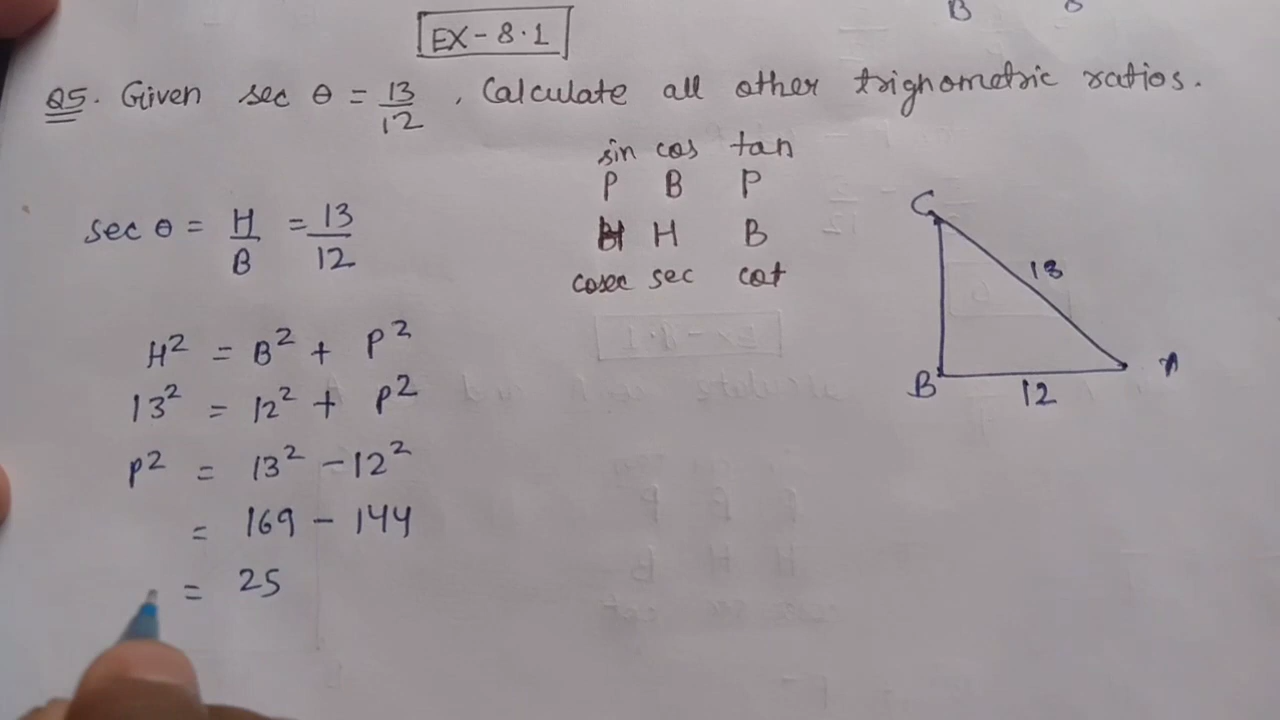 B θ
EX - 8.1
Q5. Given sec θ = 13/12, Calculate all other trignometric ratios.
sin cos tan
P B P
H H B
cosec sec cot
sec θ = H/B = 13/12
H² = B² + P²
13² = 12² + P²
P² = 13² - 12²
= 169 - 144
= 25
C
13
B
12
A